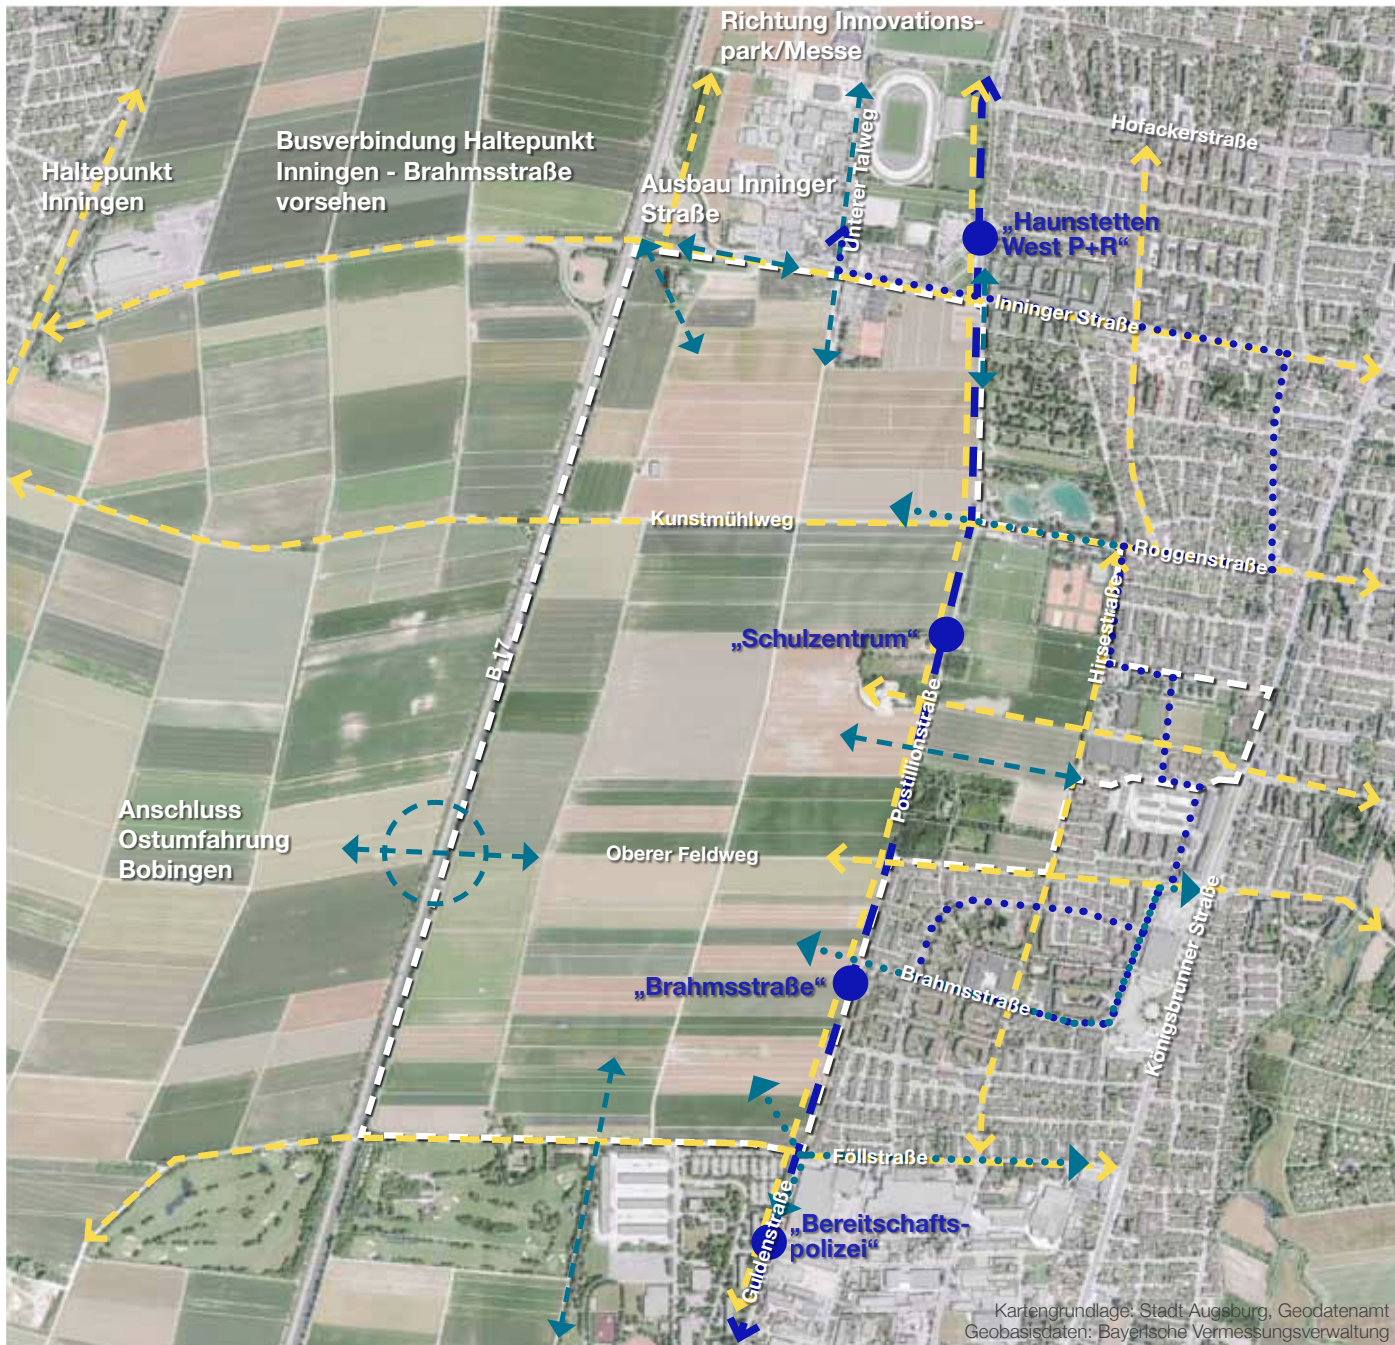 Richtung Innovations-
park/Messe
Hofackerstraße
Busverbindung Haltepunkt
Inningen - Brahmsstraße
vorsehen
Haltepunkt
Inningen
Ausbau Inninger
Straße
Unterer Talweg
„Haunstetten
West P+R“
Inninger Straße
Kunstmühlweg
Roggenstraße
Hirsestraße
B 17
„Schulzentrum“
Postillionstraße
Anschluss
Ostumfahrung
Bobingen
Oberer Feldweg
Königsbrunner Straße
„Brahmsstraße“
Brahmsstraße
Föllstraße
Guldenstraße
„Bereitschafts-
polizei“
Kartengrundlage: Stadt Augsburg, Geodatenamt
Geobasisdaten: Bayerische Vermessungsverwaltung